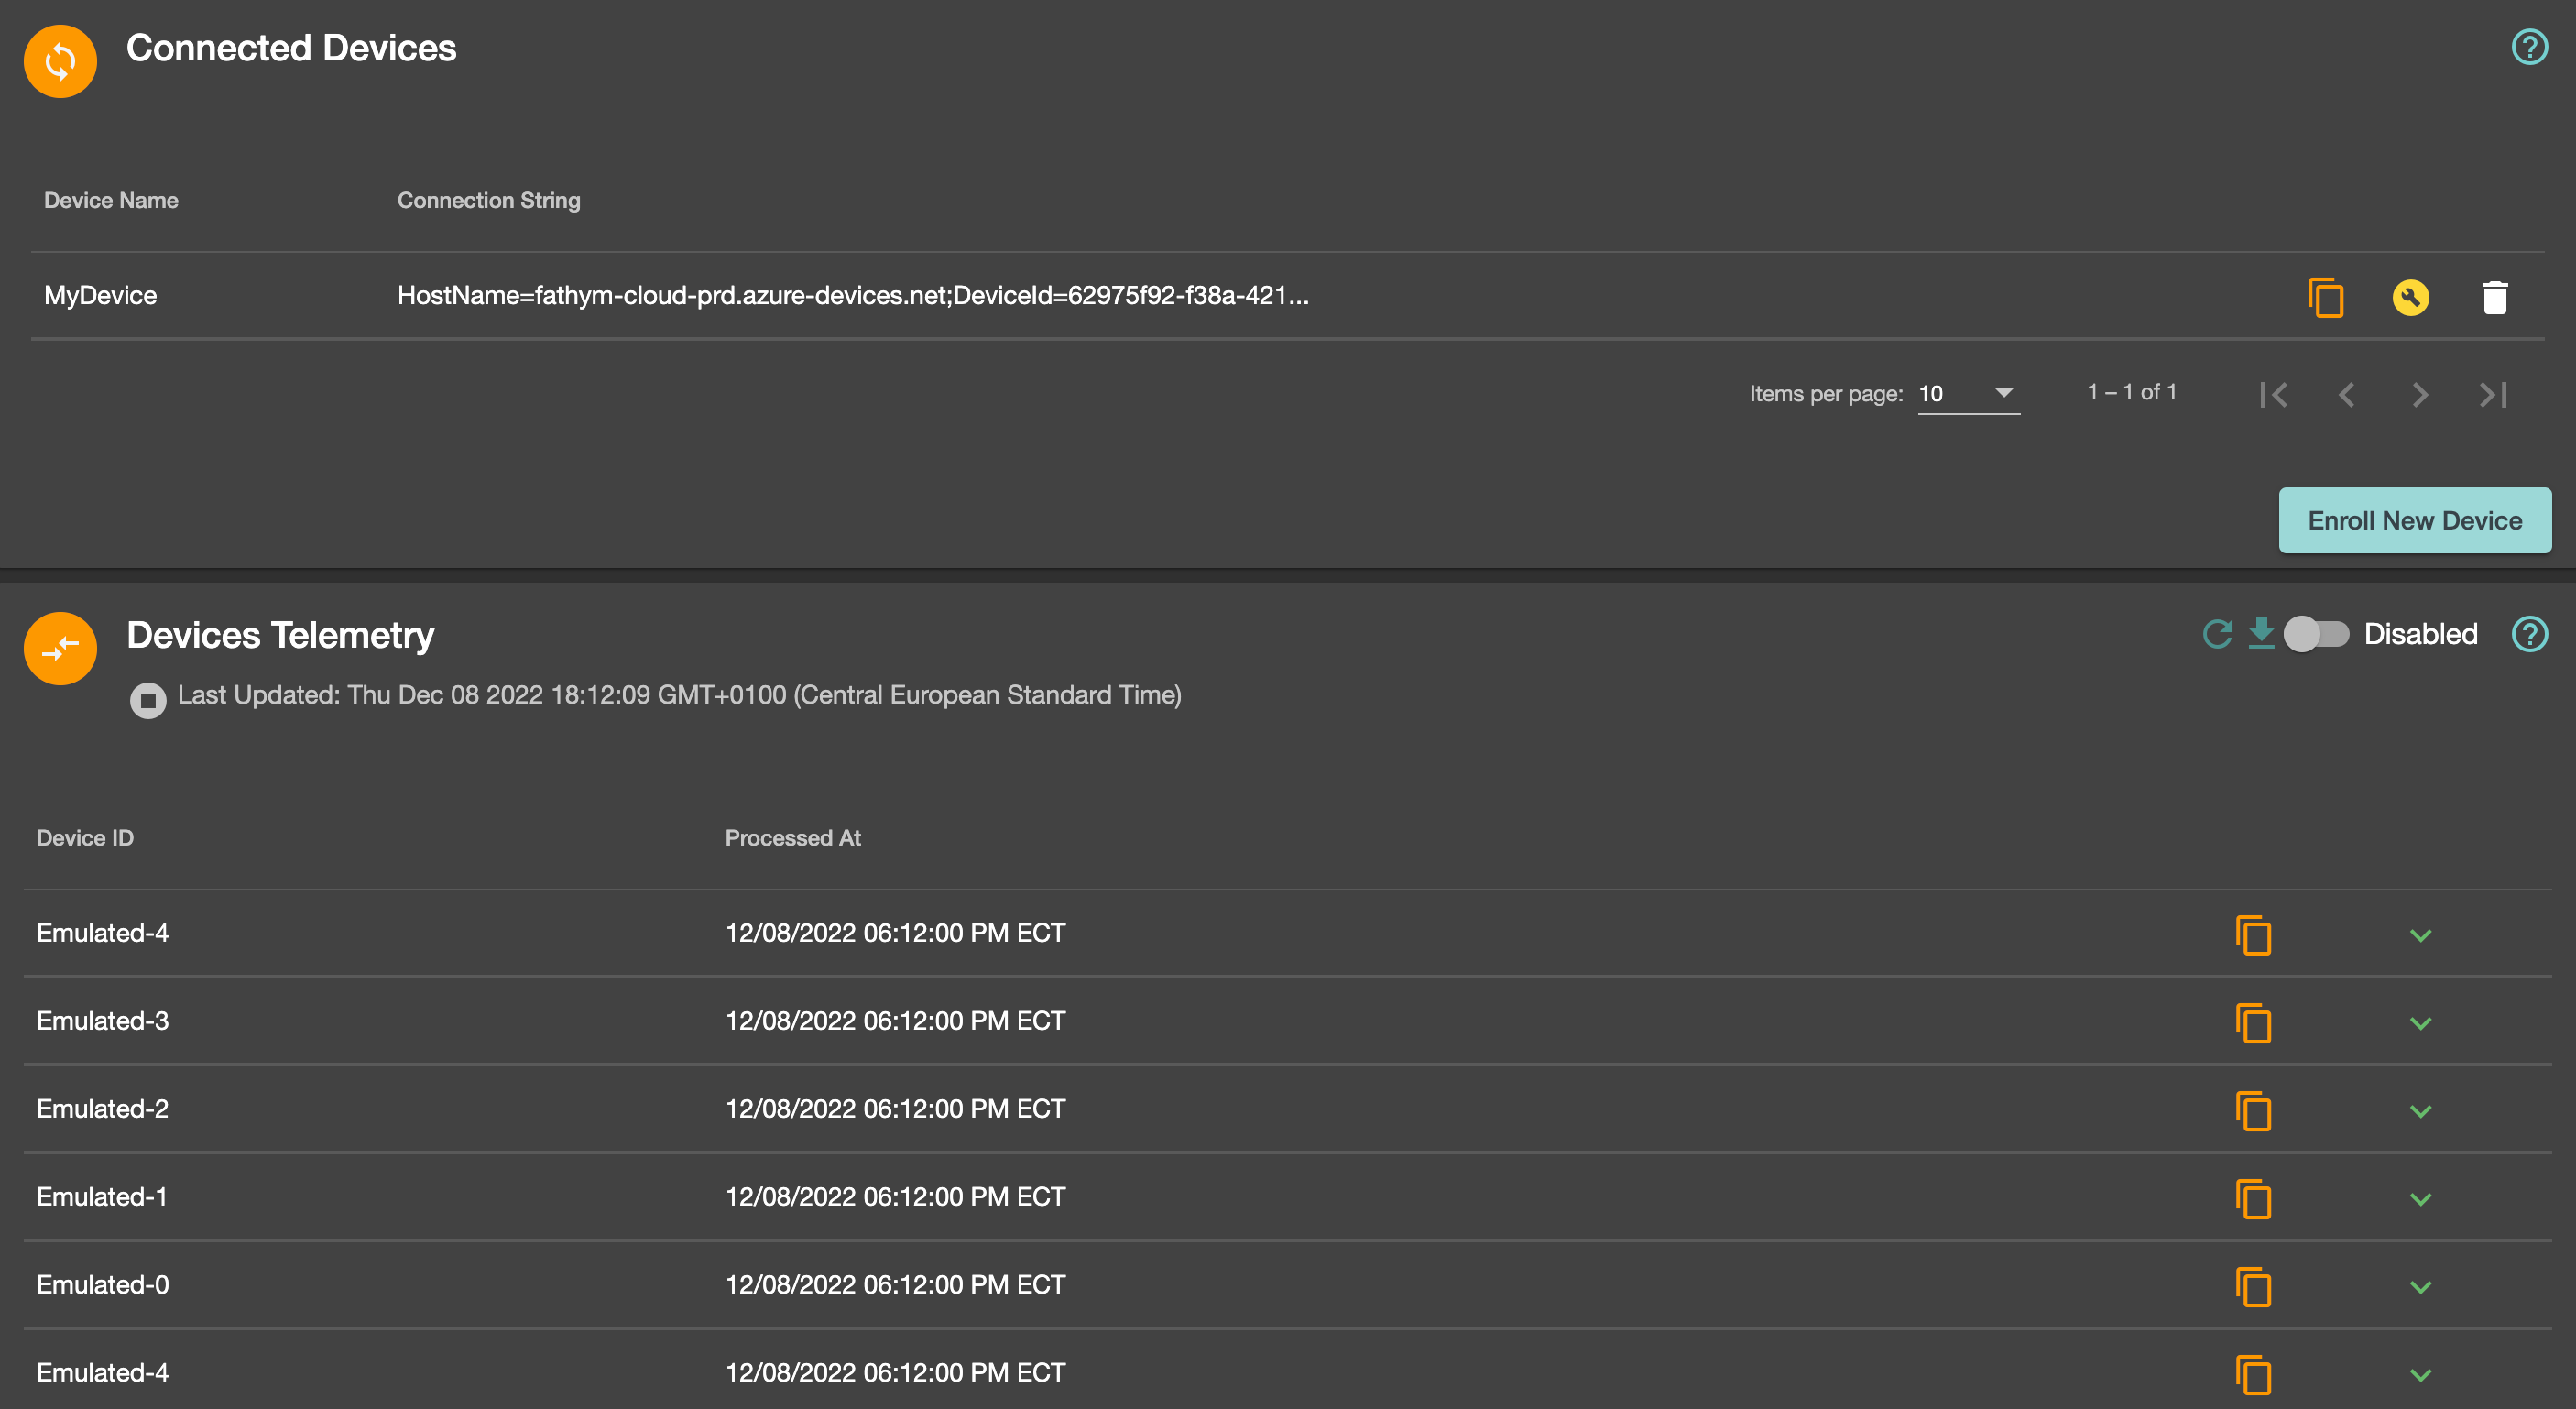 Connected Devices
Device Name Connection String
MyDevice HostName=fathym-cloud-prd.azure-devices.net;DeviceId=62975f92-f38a-421...
Items per page: 10 1 – 1 of 1
Enroll New Device
Devices Telemetry Disabled
Last Updated: Thu Dec 08 2022 18:12:09 GMT+0100 (Central European Standard Time)
Device ID Processed At
Emulated-4 12/08/2022 06:12:00 PM ECT
Emulated-3 12/08/2022 06:12:00 PM ECT
Emulated-2 12/08/2022 06:12:00 PM ECT
Emulated-1 12/08/2022 06:12:00 PM ECT
Emulated-0 12/08/2022 06:12:00 PM ECT
Emulated-4 12/08/2022 06:12:00 PM ECT